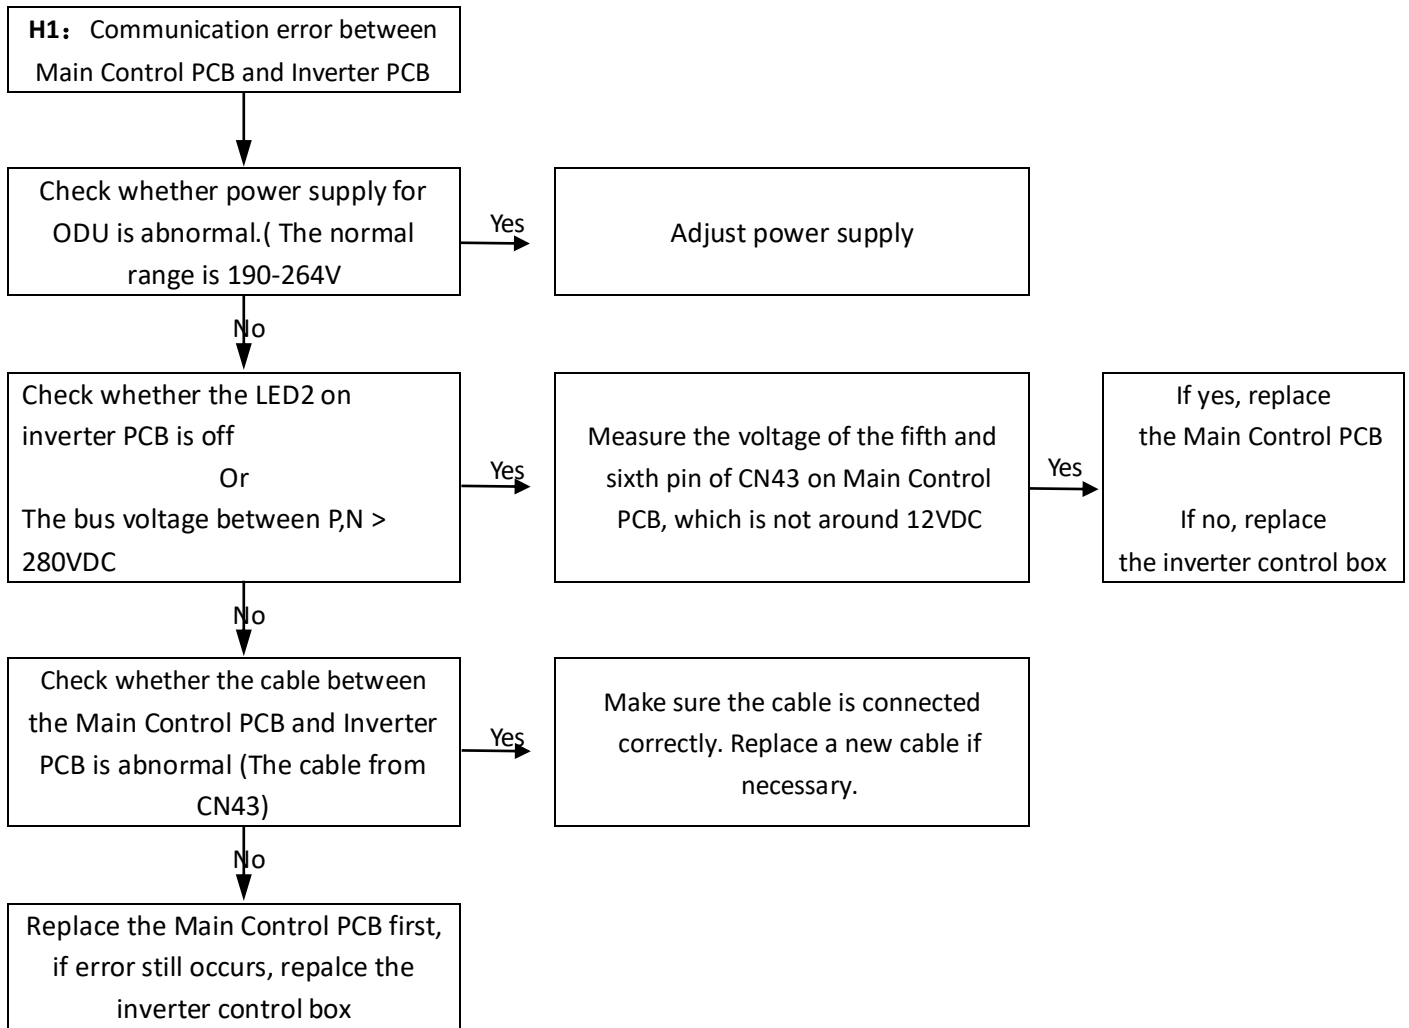 H1： Communication error between
Main Control PCB and Inverter PCB
Check whether power supply for
ODU is abnormal.( The normal
range is 190-264V
Yes
Adjust power supply
No
Check whether the LED2 on
inverter PCB is off
Or
The bus voltage between P,N >
280VDC
Yes
Measure the voltage of the fifth and
sixth pin of CN43 on Main Control
PCB, which is not around 12VDC
Yes
If yes, replace
the Main Control PCB
If no, replace
the inverter control box
No
Check whether the cable between
the Main Control PCB and Inverter
PCB is abnormal (The cable from
CN43)
Yes
Make sure the cable is connected
correctly. Replace a new cable if
necessary.
No
Replace the Main Control PCB first,
if error still occurs, repalce the
inverter control box